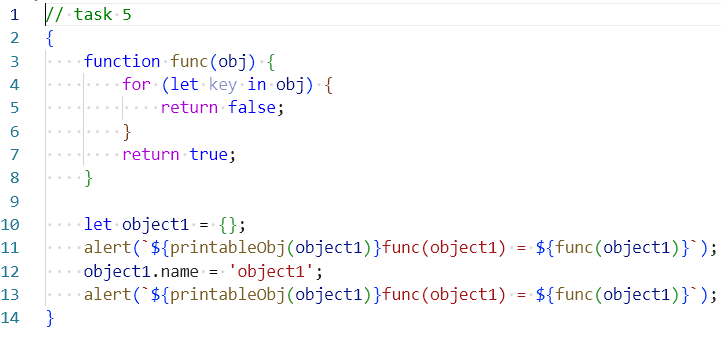 1 // task 5
2 {
3     function func(obj) {
4         for (let key in obj) {
5             return false;
6         }
7         return true;
8     }
9
10     let object1 = {};
11     alert(`${printableObj(object1)}func(object1) = ${func(object1)}`);
12     object1.name = 'object1';
13     alert(`${printableObj(object1)}func(object1) = ${func(object1)}`);
14 }